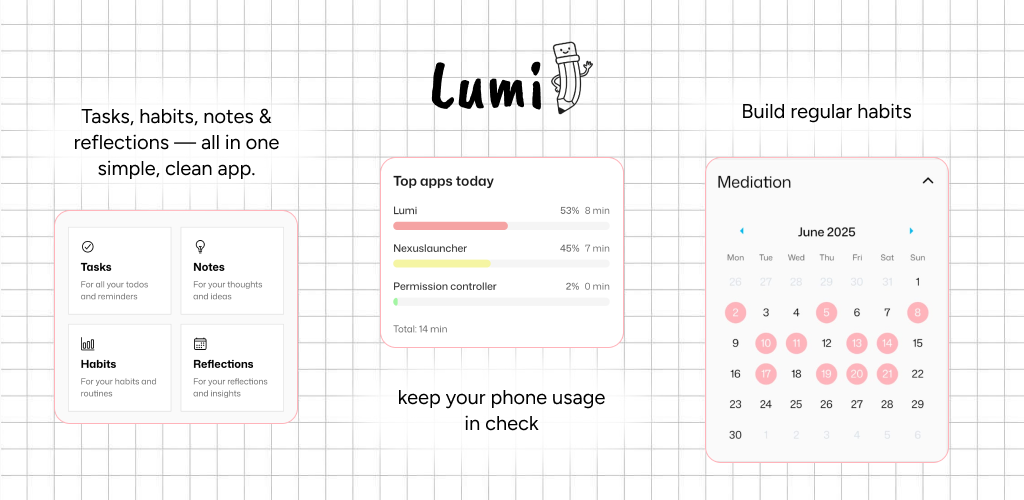 Lumi
Tasks, habits, notes &
reflections — all in one
simple, clean app.
Tasks
For all your todos
and reminders
Notes
For your thoughts
and ideas
Habits
For your habits and
routines
Reflections
For your reflections
and insights
Top apps today
Lumi 53% 8 min
Nexuslauncher 45% 7 min
Permission controller 2% 0 min
Total: 14 min
keep your phone usage
in check
Build regular habits
Mediation
June 2025
Mon Tue Wed Thu Fri Sat Sun
26 27 28 29 30 31 1
2 3 4 5 6 7 8
9 10 11 12 13 14 15
16 17 18 19 20 21 22
23 24 25 26 27 28 29
30 1 2 3 4 5 6